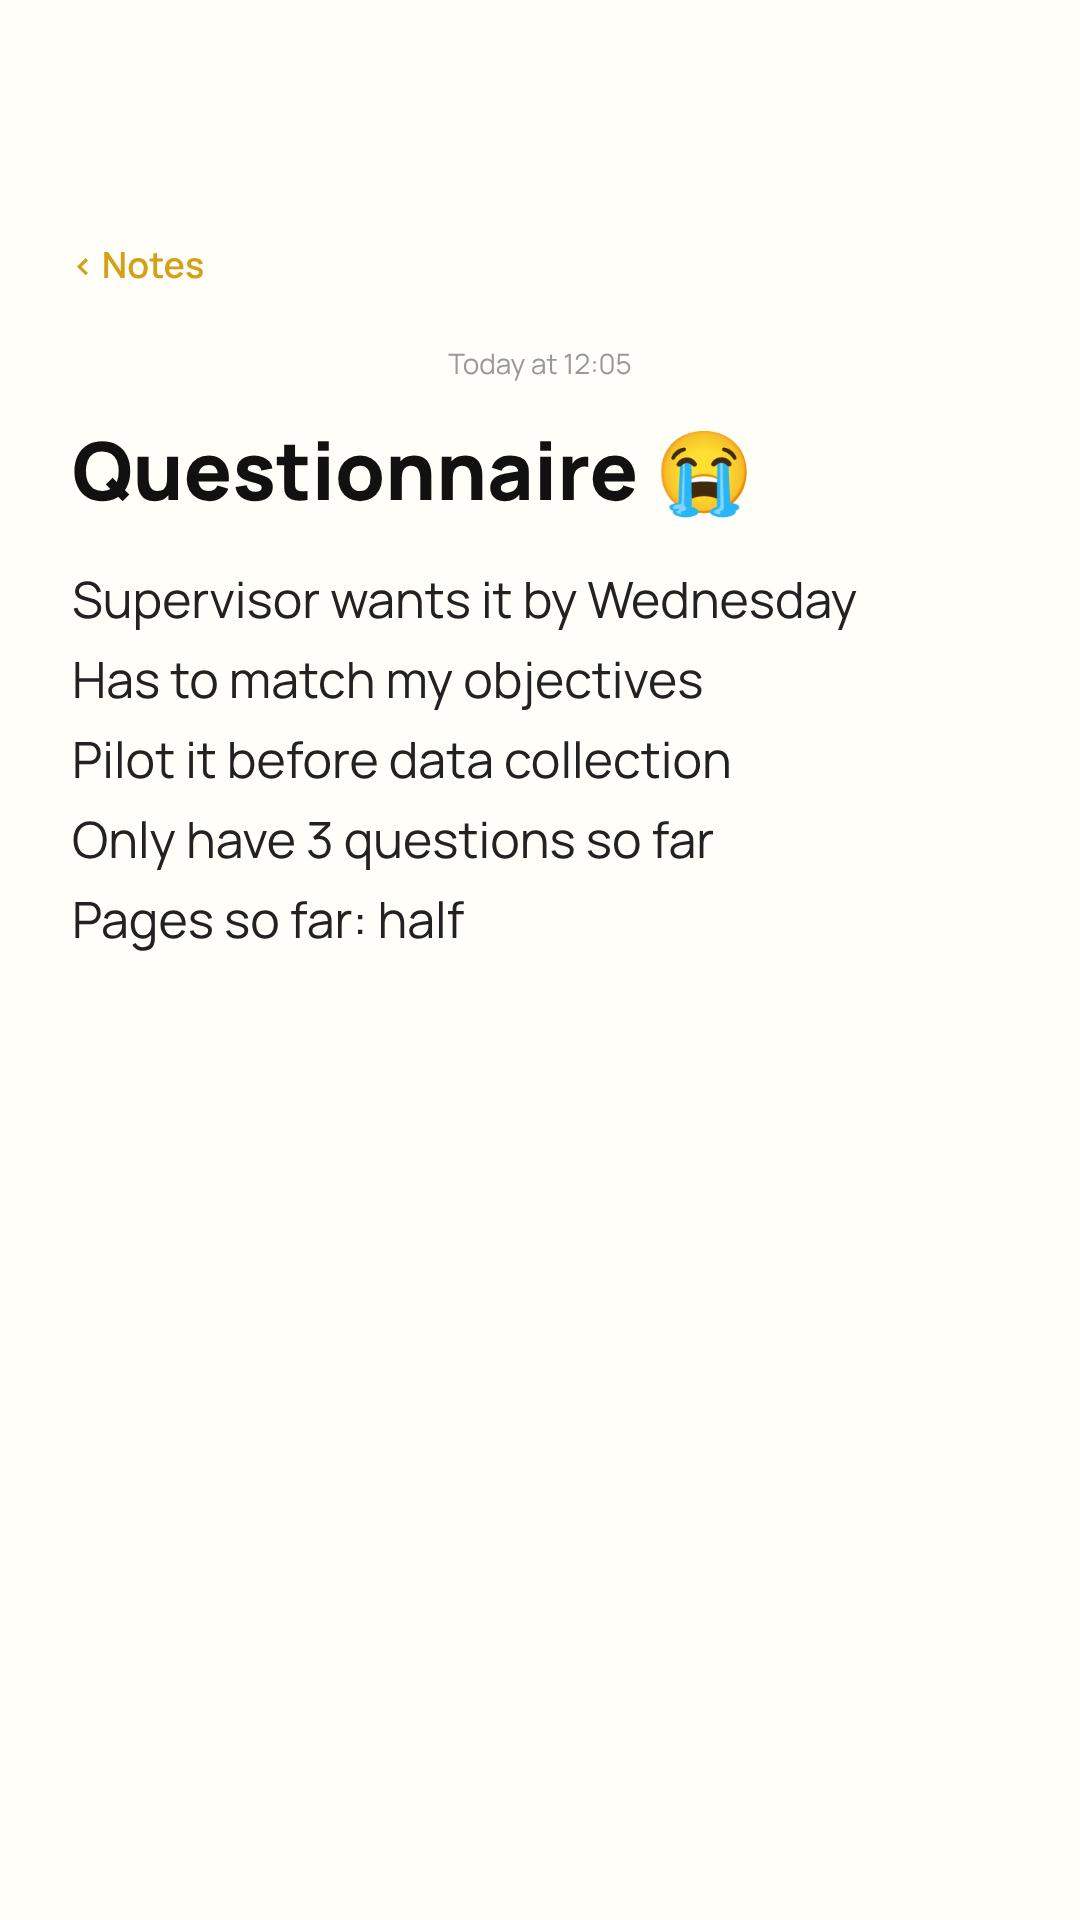 < Notes
Today at 12:05
Questionnaire 😭
Supervisor wants it by Wednesday
Has to match my objectives
Pilot it before data collection
Only have 3 questions so far
Pages so far: half